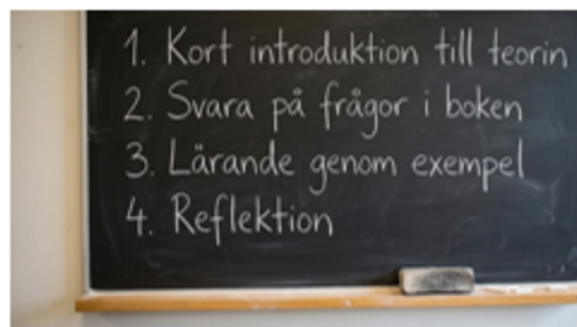 1. Kort introduktion till teorin
2. Svara på frågor i boken
3. Lärande genom exempel
4. Reflektion